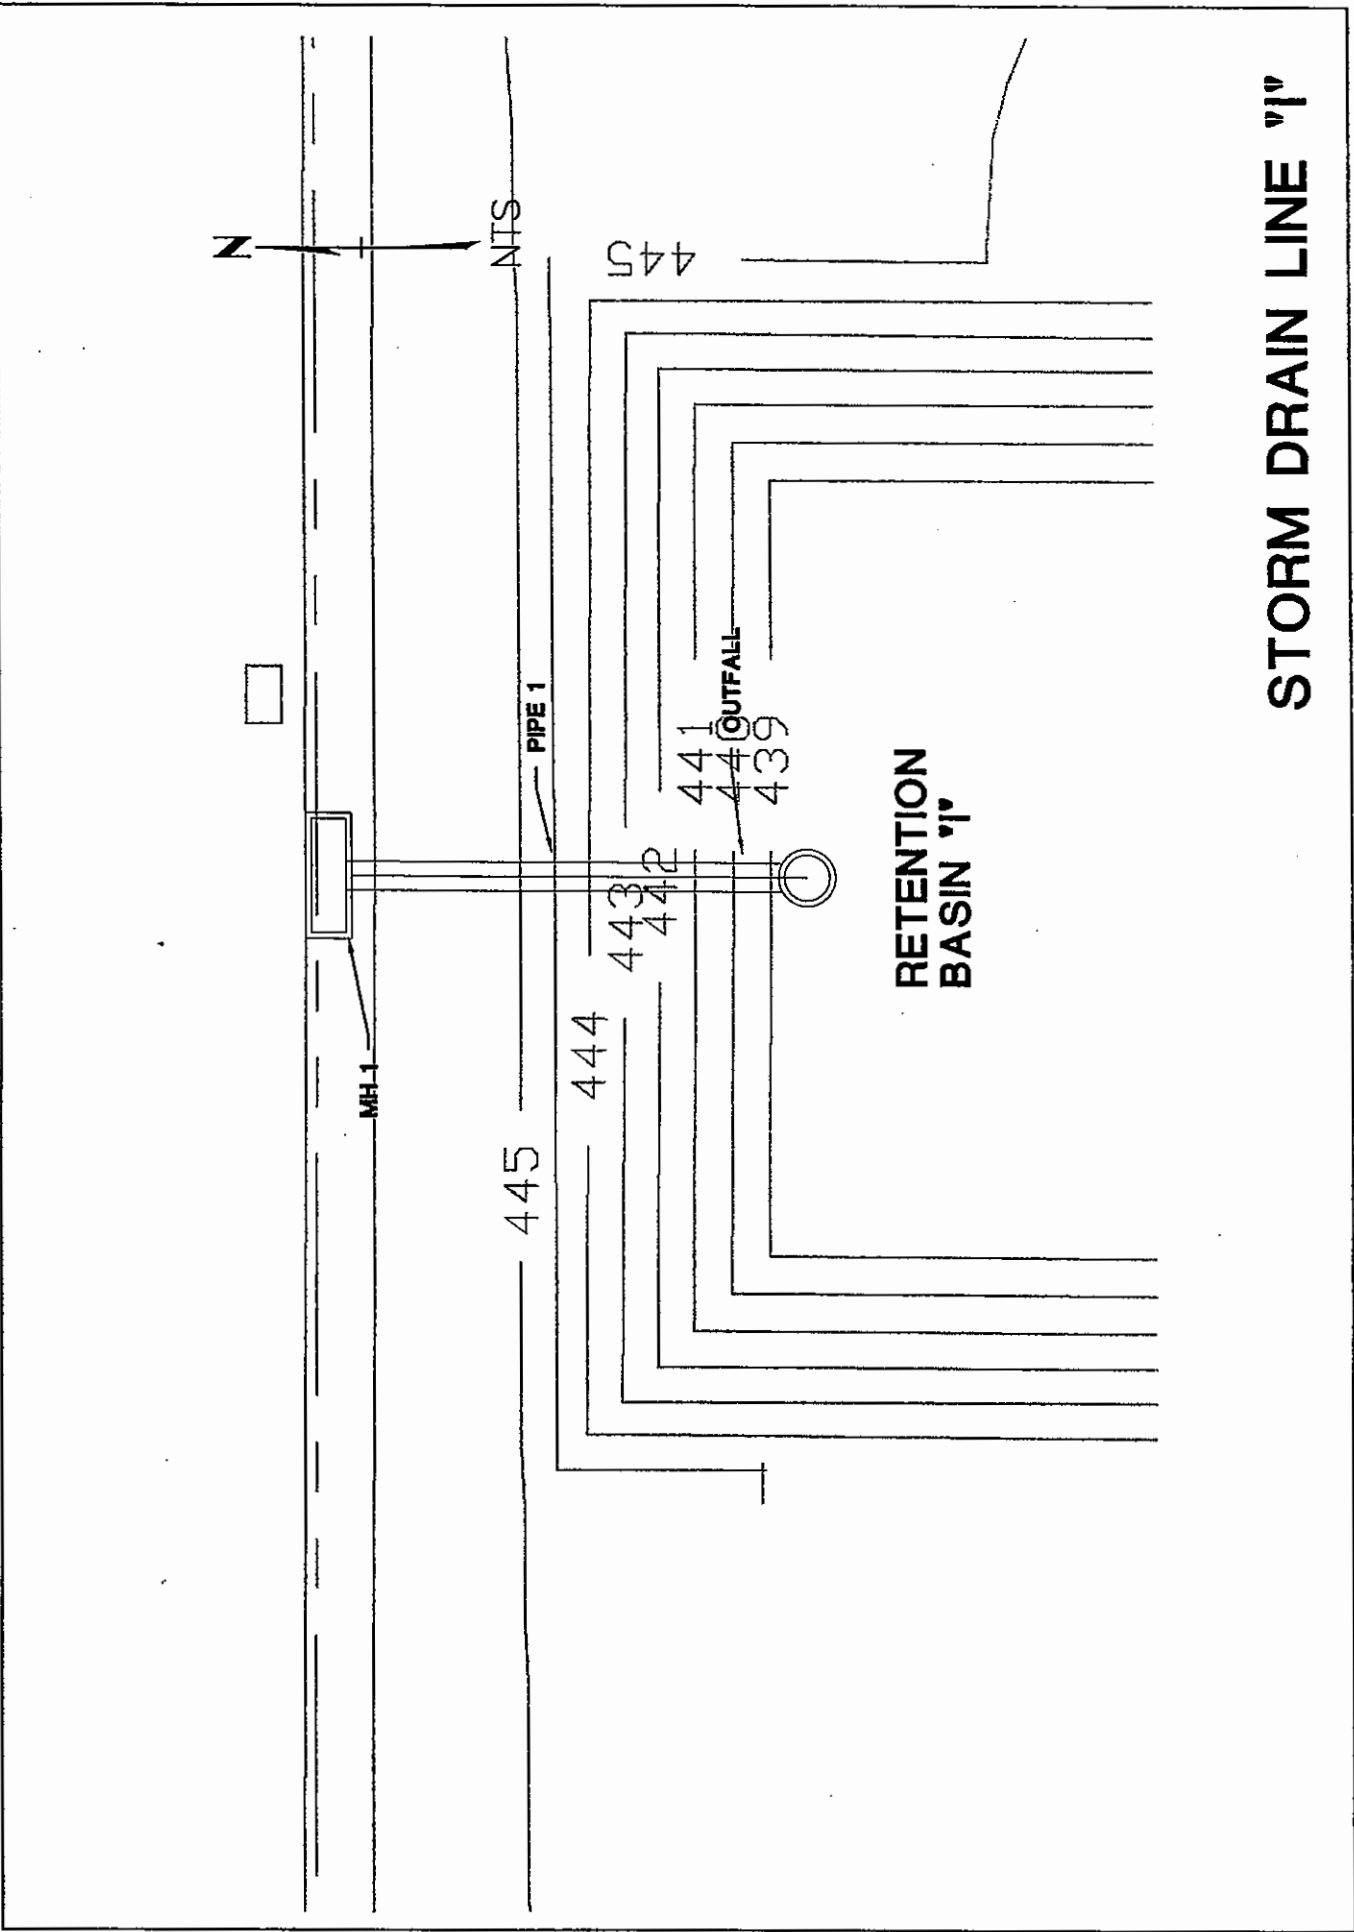 N
NTS
445
PIPE 1
OUTFALL
441
440
439
442
443
444
MH-1
445
RETENTION
BASIN "I"
STORM DRAIN LINE "I"